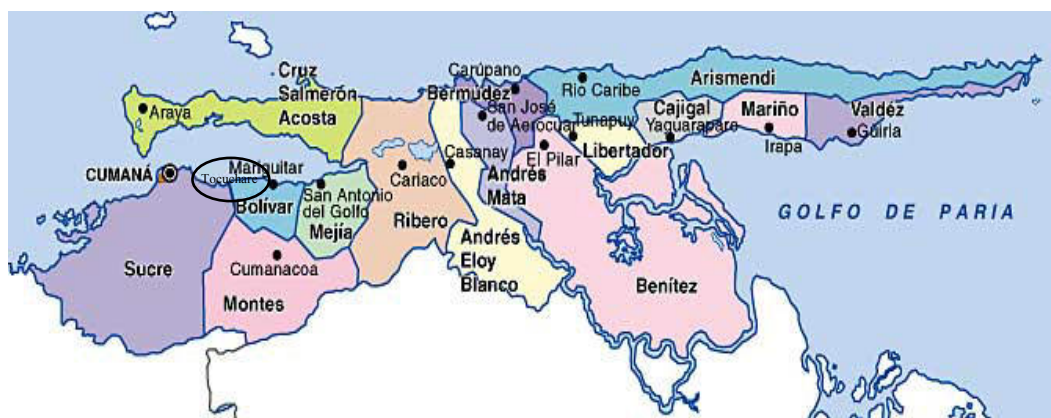 Cruz
Salmerón
Acosta
Araya
CUMANÁ
Tocuchare
Mariguitar
Bolívar
San Antonio
del Golfo
Mejía
Sucre
Cumanacoa
Montes
Cariaco
Ribero
Carúpano
Bermúdez
San José
de Aerocuar
Casanay
Andrés
Mata
Andrés
Eloy
Blanco
Río Caribe
Tunapuy
El Pilar
Libertador
Benítez
Arismendi
Cajigal
Yaguaraparo
Mariño
Irapa
Valdéz
Güiria
GOLFO DE PARIA